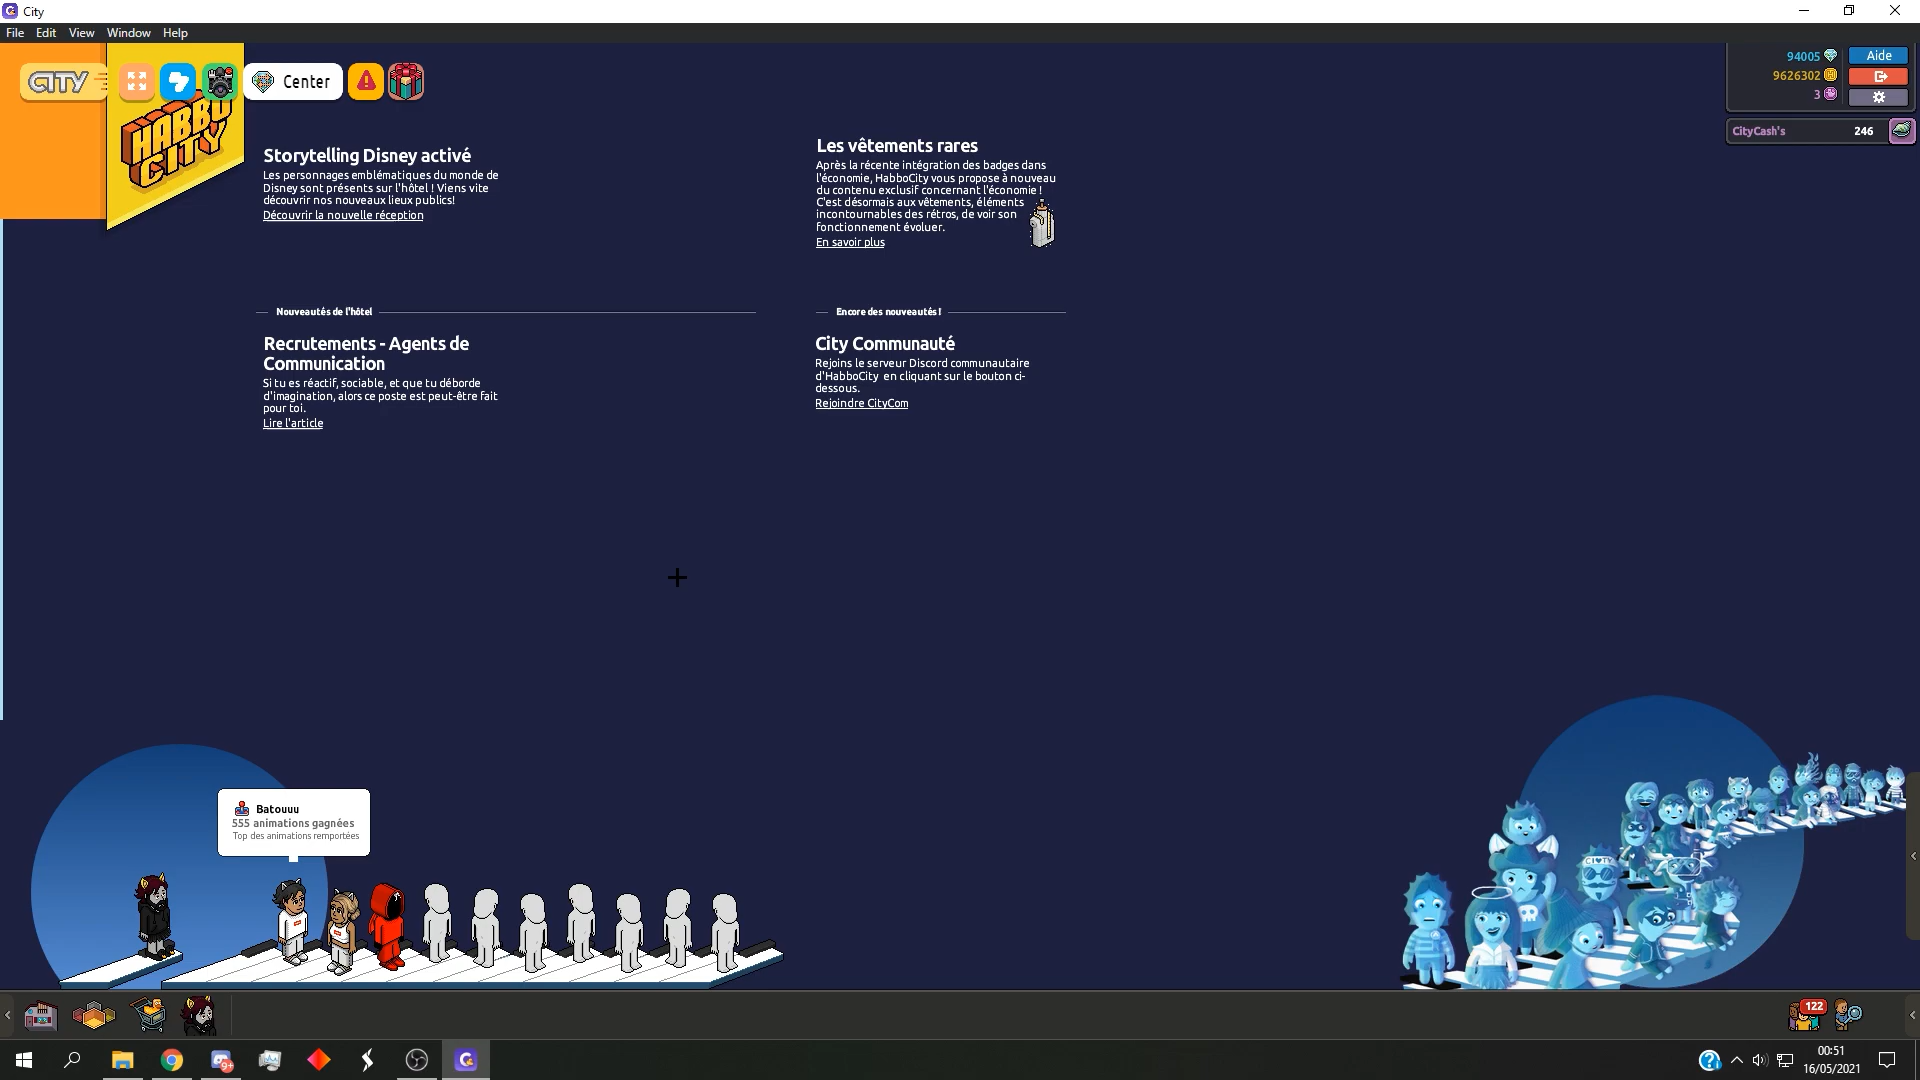 City
File Edit View Window Help
CITY
HABBO
CITY
Center
94005
Aide
9626302
3
CityCash's 246
Storytelling Disney activé
Les personnages emblématiques du monde de
Disney sont présents sur l'hôtel ! Viens vite
découvrir nos nouveaux lieux publics!
Découvrir la nouvelle réception
Les vêtements rares
Après la récente intégration des badges dans
l'économie, HabboCity vous propose à nouveau
du contenu exclusif concernant l'économie !
C'est désormais aux vêtements, éléments
incontournables des rétros, de voir son
fonctionnement évoluer.
En savoir plus
Nouveautés de l'hôtel
Recrutements - Agents de
Communication
Si tu es réactif, sociable, et que tu déborde
d'imagination, alors ce poste est peut-être fait
pour toi.
Lire l'article
Encore des nouveautés !
City Communauté
Rejoins le serveur Discord communautaire
d'HabboCity en cliquant sur le bouton ci-
dessous.
Rejoindre CityCom
Batouuu
555 animations gagnées
Top des animations remportées
122
9+
00:51
16/05/2021